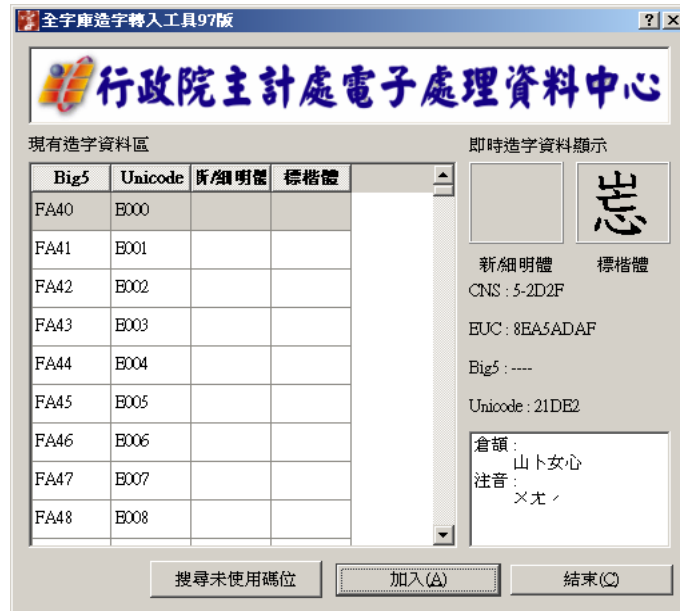 全字庫造字轉入工具97版
行政院主計處電子處理資料中心
現有造字資料區
Big5 Unicode 新/細明體 標楷體
FA40 E000
FA41 E001
FA42 E002
FA43 E003
FA44 E004
FA45 E005
FA46 E006
FA47 E007
FA48 E008
即時造字資料顯示
𡷢
新/細明體 標楷體
CNS : 5-2D2F
EUC : 8EA5ADAF
Big5 : ----
Unicode : 21DE2
倉頡 :
山卜女心
注音 :
ㄨㄤˊ
搜尋未使用碼位 加入(A) 結束(C)